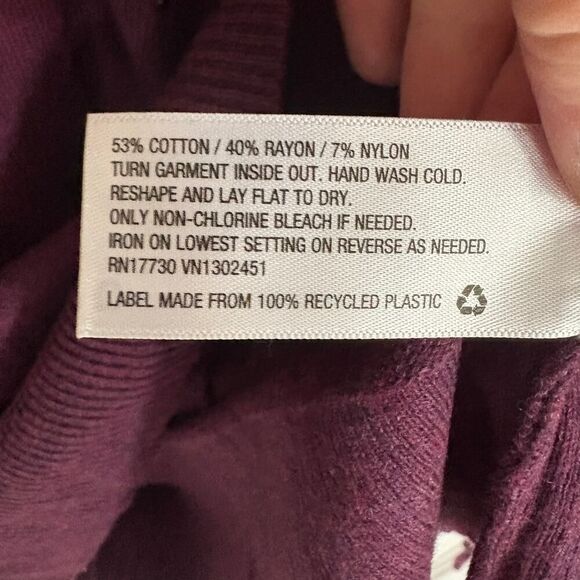 53% COTTON / 40% RAYON / 7% NYLON
TURN GARMENT INSIDE OUT. HAND WASH COLD.
RESHAPE AND LAY FLAT TO DRY.
ONLY NON-CHLORINE BLEACH IF NEEDED.
IRON ON LOWEST SETTING ON REVERSE AS NEEDED.
RN17730 VN1302451
LABEL MADE FROM 100% RECYCLED PLASTIC